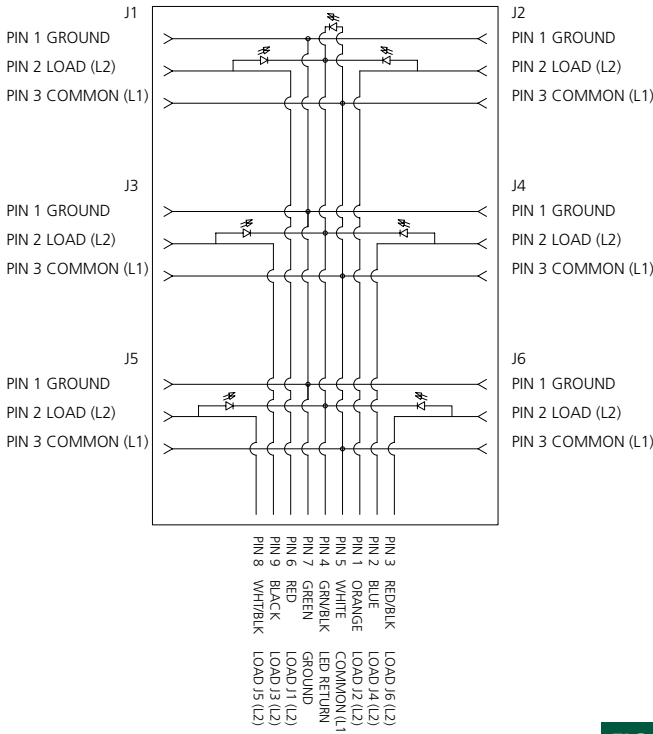 J1
J2
PIN 1 GROUND
PIN 1 GROUND
PIN 2 LOAD (L2)
PIN 2 LOAD (L2)
PIN 3 COMMON (L1)
PIN 3 COMMON (L1)
J3
J4
PIN 1 GROUND
PIN 1 GROUND
PIN 2 LOAD (L2)
PIN 2 LOAD (L2)
PIN 3 COMMON (L1)
PIN 3 COMMON (L1)
J5
J6
PIN 1 GROUND
PIN 1 GROUND
PIN 2 LOAD (L2)
PIN 2 LOAD (L2)
PIN 3 COMMON (L1)
PIN 3 COMMON (L1)
PIN 3 RED/BLK LOAD J6 (L2)
PIN 2 BLUE LOAD J4 (L2)
PIN 1 ORANGE LOAD J2 (L2)
PIN 5 WHITE COMMON (L1
PIN 4 GRN/BLK LED RETURN
PIN 7 GREEN GROUND
PIN 6 RED LOAD J1 (L2)
PIN 9 BLACK LOAD J3 (L2)
PIN 8 WHT/BLK LOAD J5 (L2)